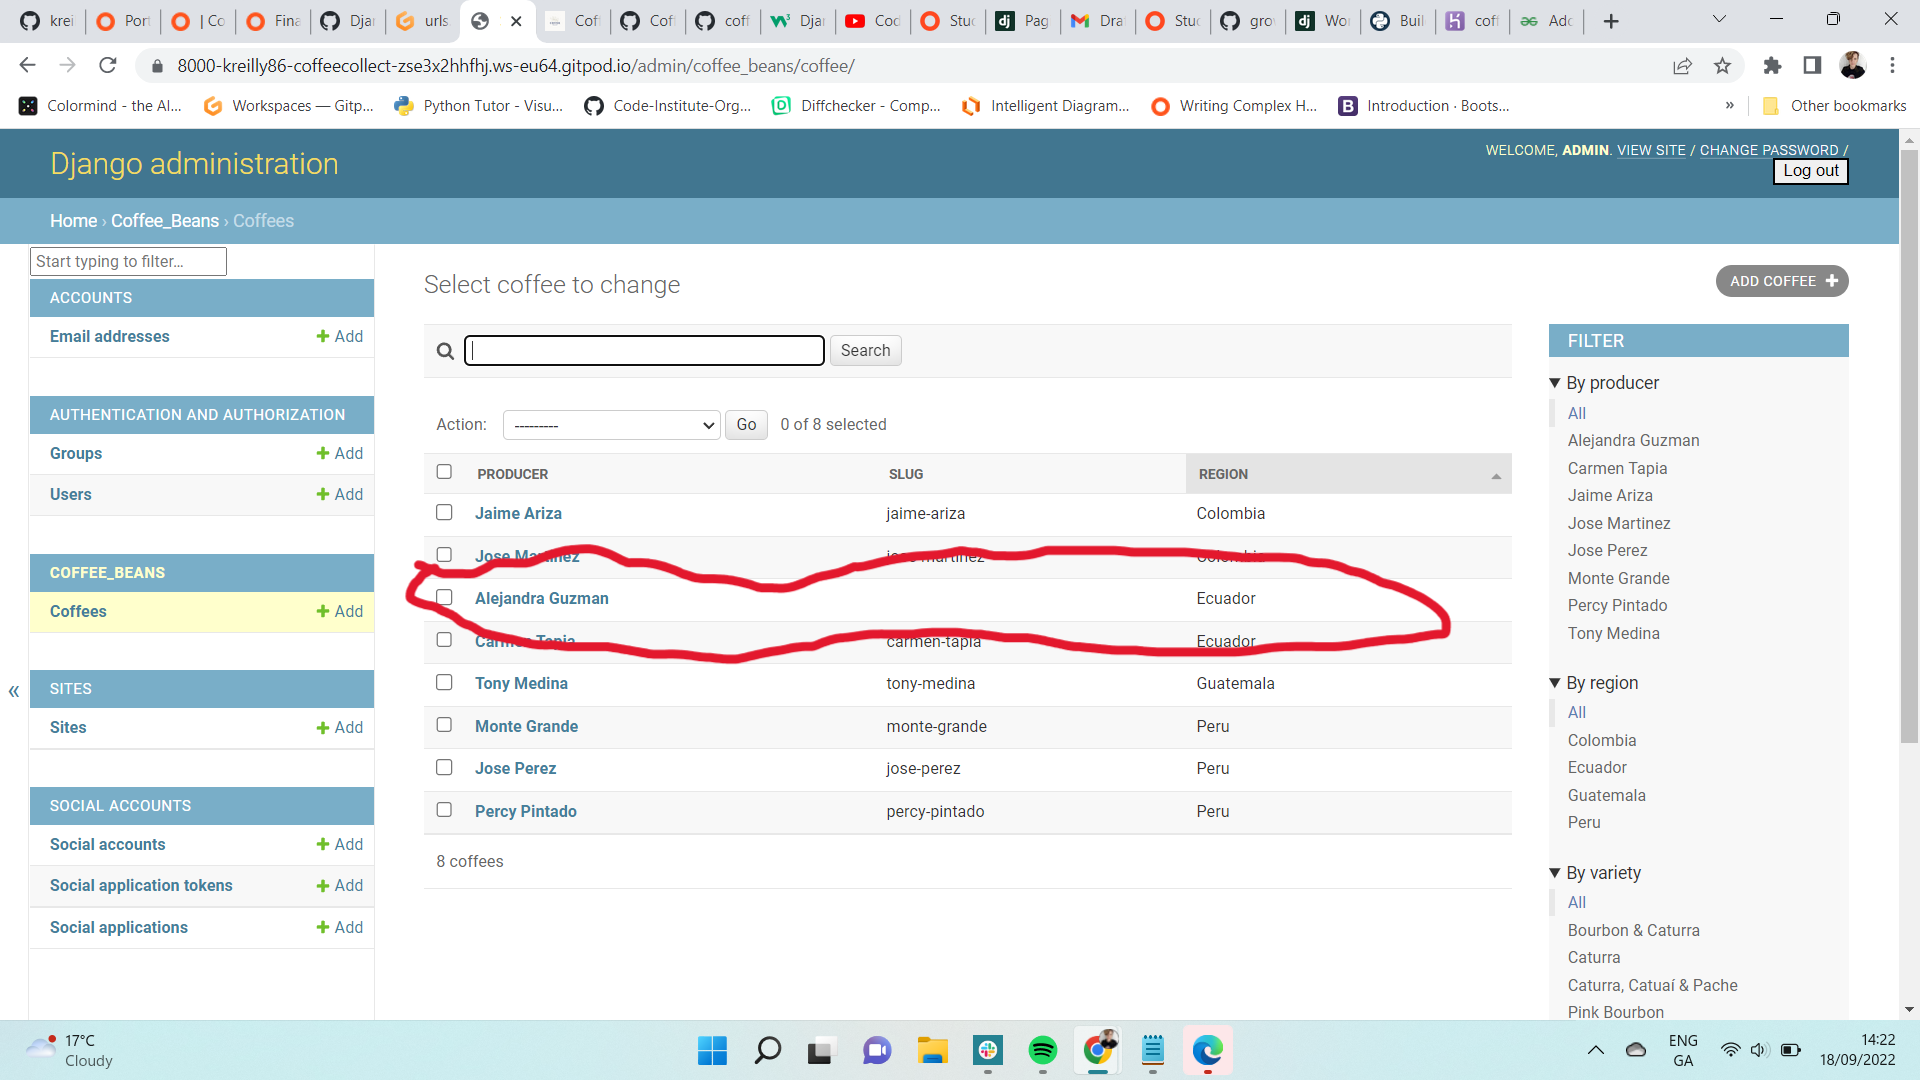 krei
Port
| Co
Fina
Djan
urls.
S
Coff
Coff
coff
Djan
Cod
Stud
Pag
Dra
Stud
gro
Wor
Buil
coff
Adc
8000-kreilly86-coffeecollect-zse3x2hhfhj.ws-eu64.gitpod.io/admin/coffee_beans/coffee/
Colormind - the AI...
Workspaces — Gitp...
Python Tutor - Visu...
Code-Institute-Org...
Diffchecker - Comp...
Intelligent Diagram...
Writing Complex H...
Introduction · Boots...
» Other bookmarks
Django administration
WELCOME, ADMIN. VIEW SITE / CHANGE PASSWORD /
Log out
Home › Coffee_Beans › Coffees
Start typing to filter...
ACCOUNTS
Email addresses Add
AUTHENTICATION AND AUTHORIZATION
Groups Add
Users Add
COFFEE_BEANS
Coffees Add
SITES
Sites Add
SOCIAL ACCOUNTS
Social accounts Add
Social application tokens Add
Social applications Add
«
Select coffee to change
ADD COFFEE +
Search
Action: --------- Go 0 of 8 selected
PRODUCER SLUG REGION
Jaime Ariza jaime-ariza Colombia
Jose Martinez jose-martinez Colombia
Alejandra Guzman Ecuador
Carmen Tapia carmen-tapia Ecuador
Tony Medina tony-medina Guatemala
Monte Grande monte-grande Peru
Jose Perez jose-perez Peru
Percy Pintado percy-pintado Peru
8 coffees
FILTER
By producer
All
Alejandra Guzman
Carmen Tapia
Jaime Ariza
Jose Martinez
Jose Perez
Monte Grande
Percy Pintado
Tony Medina
By region
All
Colombia
Ecuador
Guatemala
Peru
By variety
All
Bourbon & Caturra
Caturra
Caturra, Catuaí & Pache
Pink Bourbon
17°C
Cloudy
ENG
GA
14:22
18/09/2022